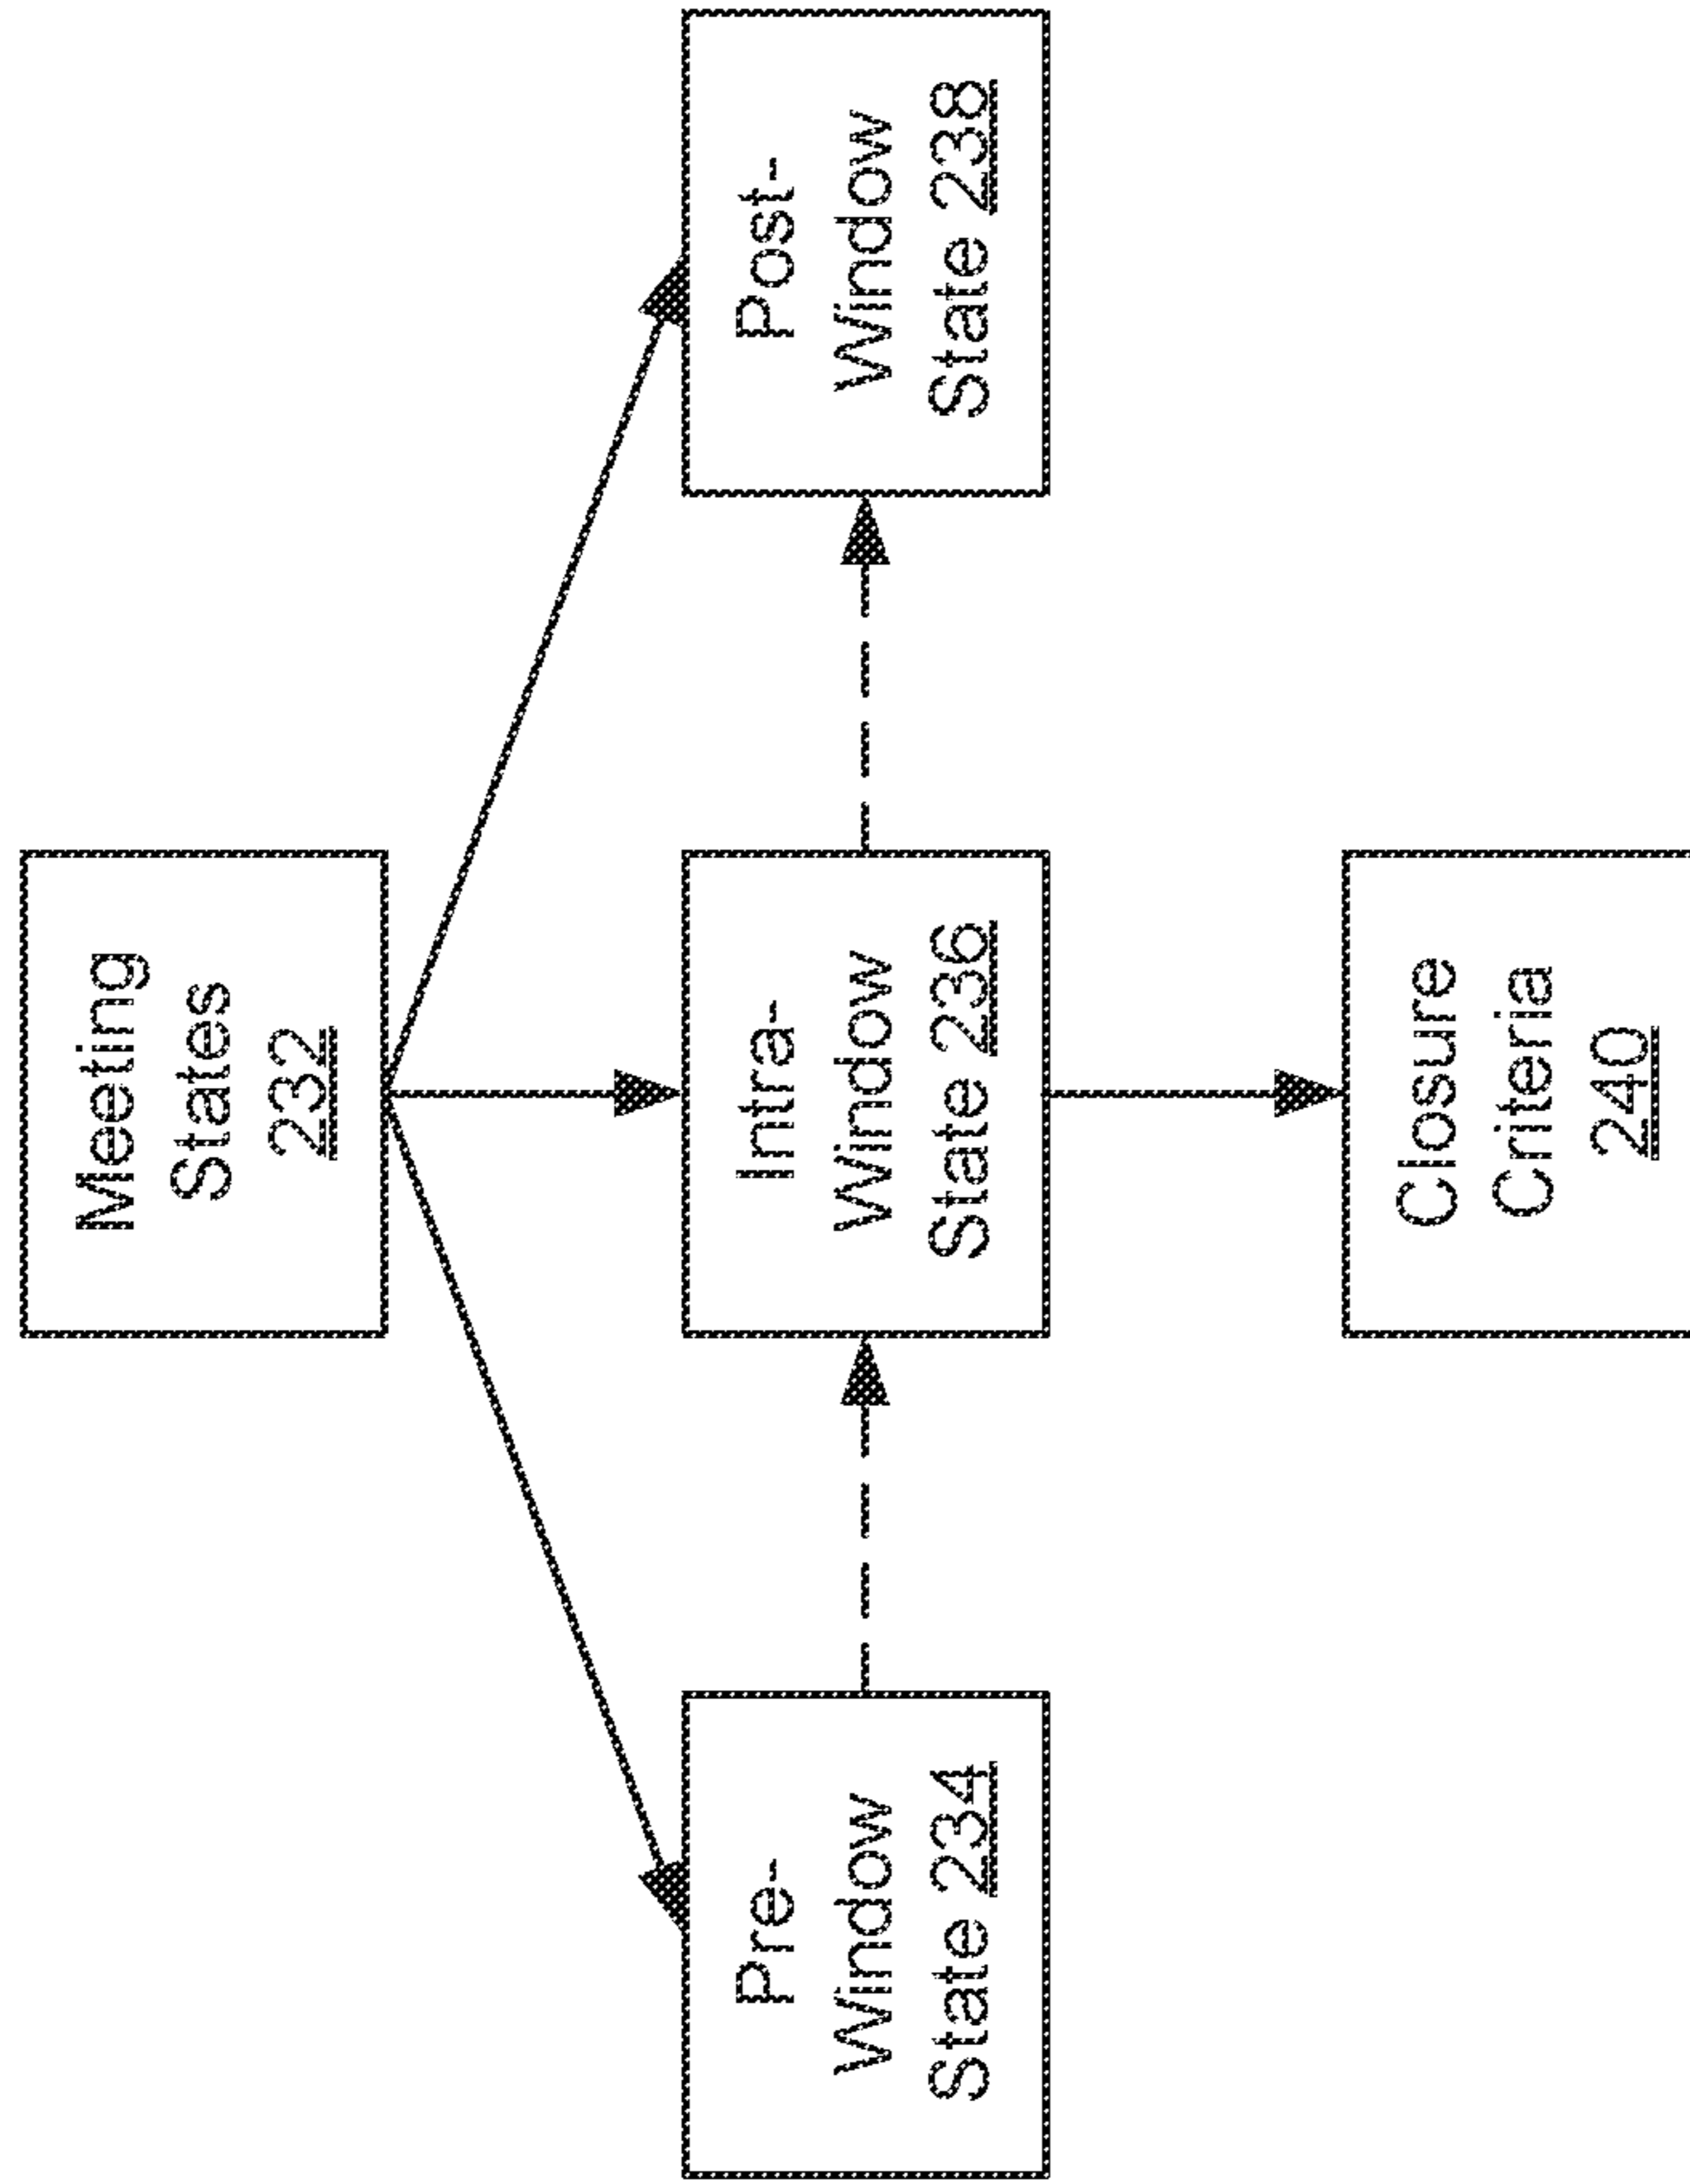 Meeting
States
232
Pre-
Window
State 234
Intra-
Window
State 236
Post-
Window
State 238
Closure
Criteria
240